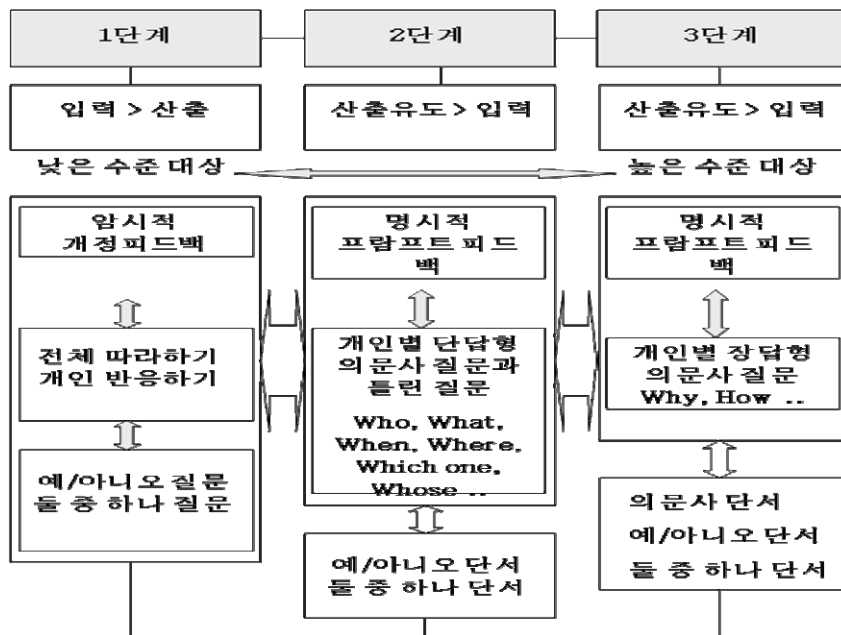 1단계
2단계
3단계
입력 > 산출
산출유도 > 입력
산출유도 > 입력
낮은 수준 대상
높은 수준 대상
암시적
개정피드백
전체 따라하기
개인 반응하기
예/아니오 질문
둘 중 하나 질문
명시적
프람프트 피드
백
개인별 단답형
의문사 질문과
틀린 질문
Who, What,
When, Where,
Which one,
Whose ..
예/아니오 단서
둘 중 하나 단서
명시적
프람프트 피드
백
개인별 장답형
의문사 질문
Why, How ..
의문사 단서
예/아니오 단서
둘 중 하나 단서